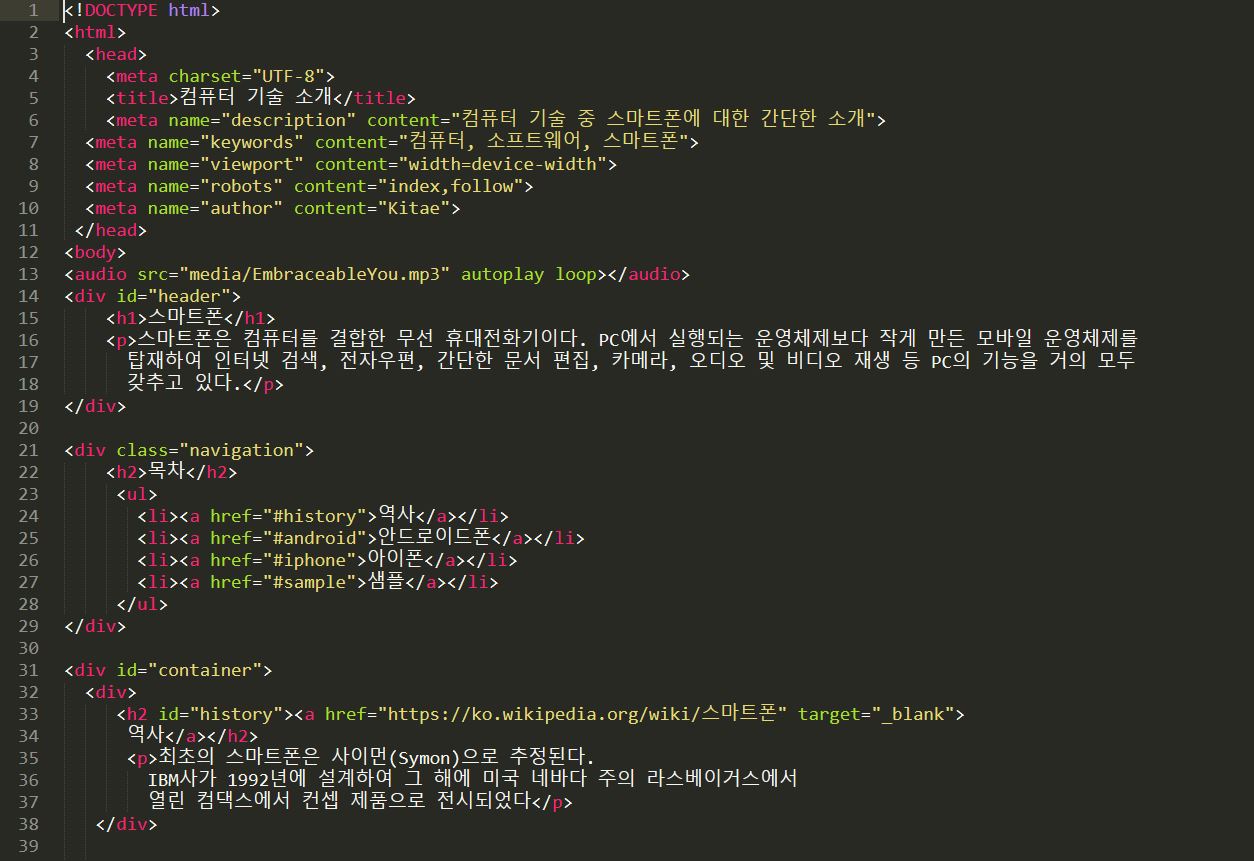 1 <!DOCTYPE html>
2 <html>
3 <head>
4 <meta charset="UTF-8">
5 <title>컴퓨터 기술 소개</title>
6 <meta name="description" content="컴퓨터 기술 중 스마트폰에 대한 간단한 소개">
7 <meta name="keywords" content="컴퓨터, 소프트웨어, 스마트폰">
8 <meta name="viewport" content="width=device-width">
9 <meta name="robots" content="index,follow">
10 <meta name="author" content="Kitae">
11 </head>
12 <body>
13 <audio src="media/EmbraceableYou.mp3" autoplay loop></audio>
14 <div id="header">
15 <h1>스마트폰</h1>
16 <p>스마트폰은 컴퓨터를 결합한 무선 휴대전화기이다. PC에서 실행되는 운영체제보다 작게 만든 모바일 운영체제를
17 탑재하여 인터넷 검색, 전자우편, 간단한 문서 편집, 카메라, 오디오 및 비디오 재생 등 PC의 기능을 거의 모두
18 갖추고 있다.</p>
19 </div>
20
21 <div class="navigation">
22 <h2>목차</h2>
23 <ul>
24 <li><a href="#history">역사</a></li>
25 <li><a href="#android">안드로이드폰</a></li>
26 <li><a href="#iphone">아이폰</a></li>
27 <li><a href="#sample">샘플</a></li>
28 </ul>
29 </div>
30
31 <div id="container">
32 <div>
33 <h2 id="history"><a href="https://ko.wikipedia.org/wiki/스마트폰" target="_blank">
34 역사</a></h2>
35 <p>최초의 스마트폰은 사이먼(Symon)으로 추정된다.
36 IBM사가 1992년에 설계하여 그 해에 미국 네바다 주의 라스베이거스에서
37 열린 컴댁스에서 컨셉 제품으로 전시되었다</p>
38 </div>
39